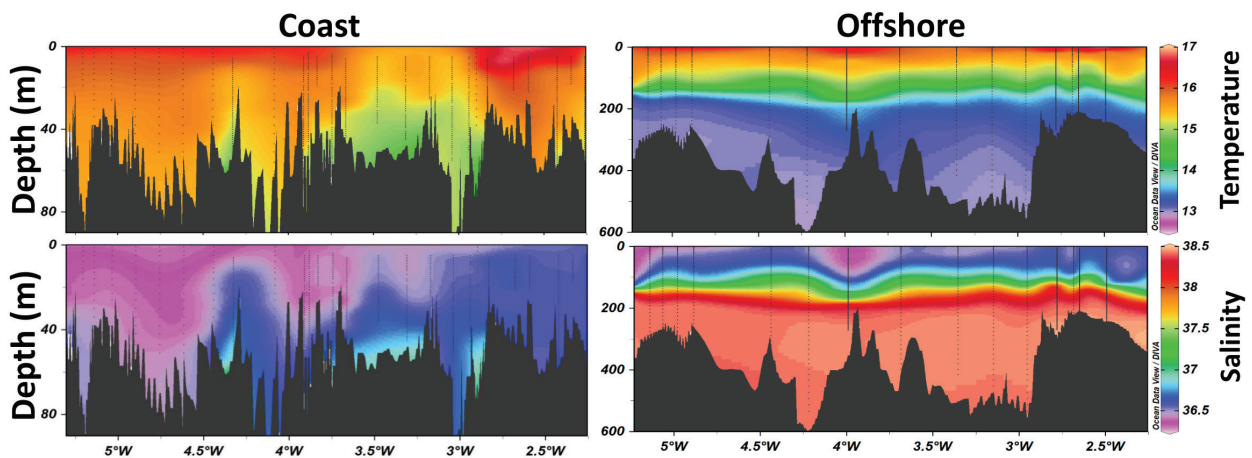 Coast
Offshore
Depth (m)
0
40
80
0
200
400
600
Ocean Data View / DIVA
17
16
15
14
13
Temperature
Depth (m)
0
40
80
5°W
4.5°W
4°W
3.5°W
3°W
2.5°W
0
200
400
600
5°W
4.5°W
4°W
3.5°W
3°W
2.5°W
Ocean Data View / DIVA
38.5
38
37.5
37
36.5
Salinity